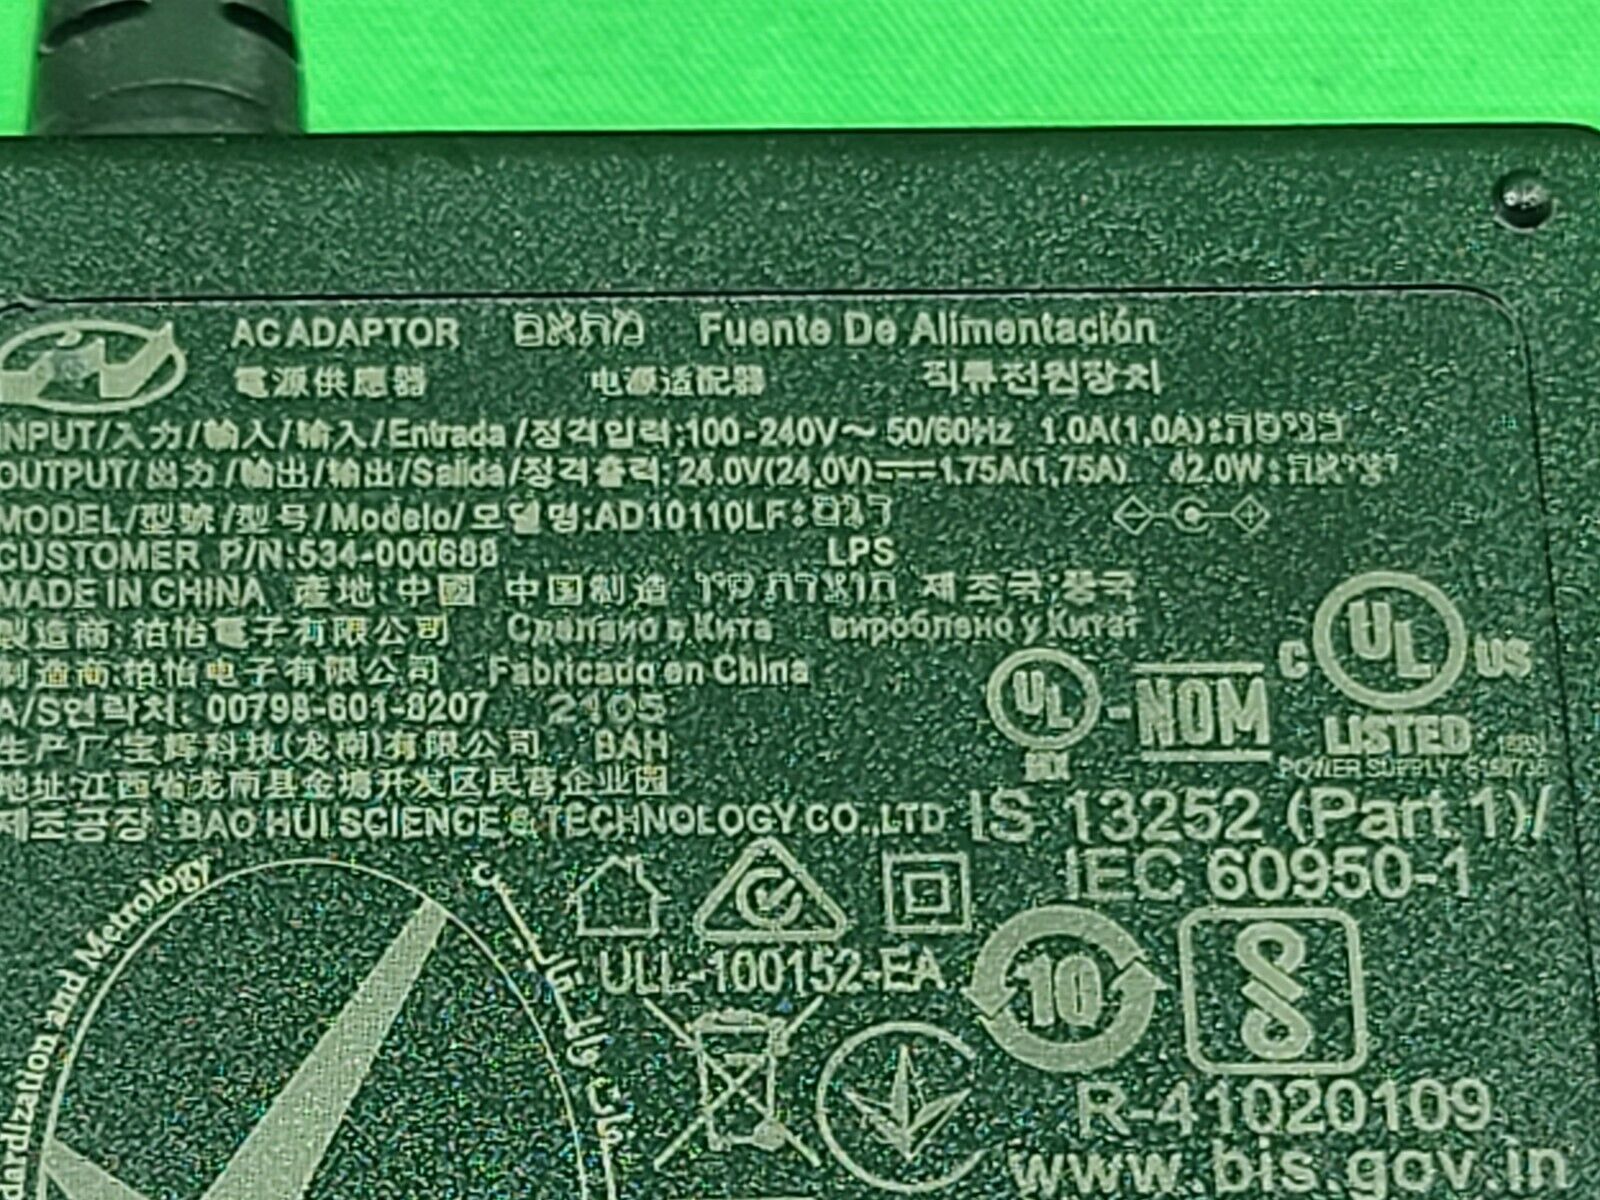 AC ADAPTOR מתאם Fuente De Alimentación
電源供應器 电源适配器 직류전원장치
INPUT/入力/輸入/输入/Entrada/정격입력:100-240V~ 50/60Hz 1.0A(1,0A):כניסה
OUTPUT/出力/輸出/输出/Salida/정격출력:24.0V(24,0V)⎓1.75A(1,75A) 42.0W:יציאה
MODEL/型號/型号/Modelo/모델명:AD10110LF:דגם
CUSTOMER P/N:534-000688 LPS
MADE IN CHINA 產地:中國 中国制造 תוצרת סין 제조국:중국
製造商:柏怡電子有限公司 Сделано в Кита вироблено у Китаї
制造商:柏怡电子有限公司 Fabricado en China
A/S연락처: 00798-601-8207 2105
生产厂:宝辉科技(龙南)有限公司 BAH
地址:江西省龙南县金塘开发区民营企业园
제조공장: BAO HUI SCIENCE & TECHNOLOGY CO.,LTD
UL-NOM
MX
C UL US
LISTED
POWER SUPPLY
IS 13252 (Part 1)/
IEC 60950-1
ULL-100152-EA
10
R-41020109
www.bis.gov.in
dardization and Metrology